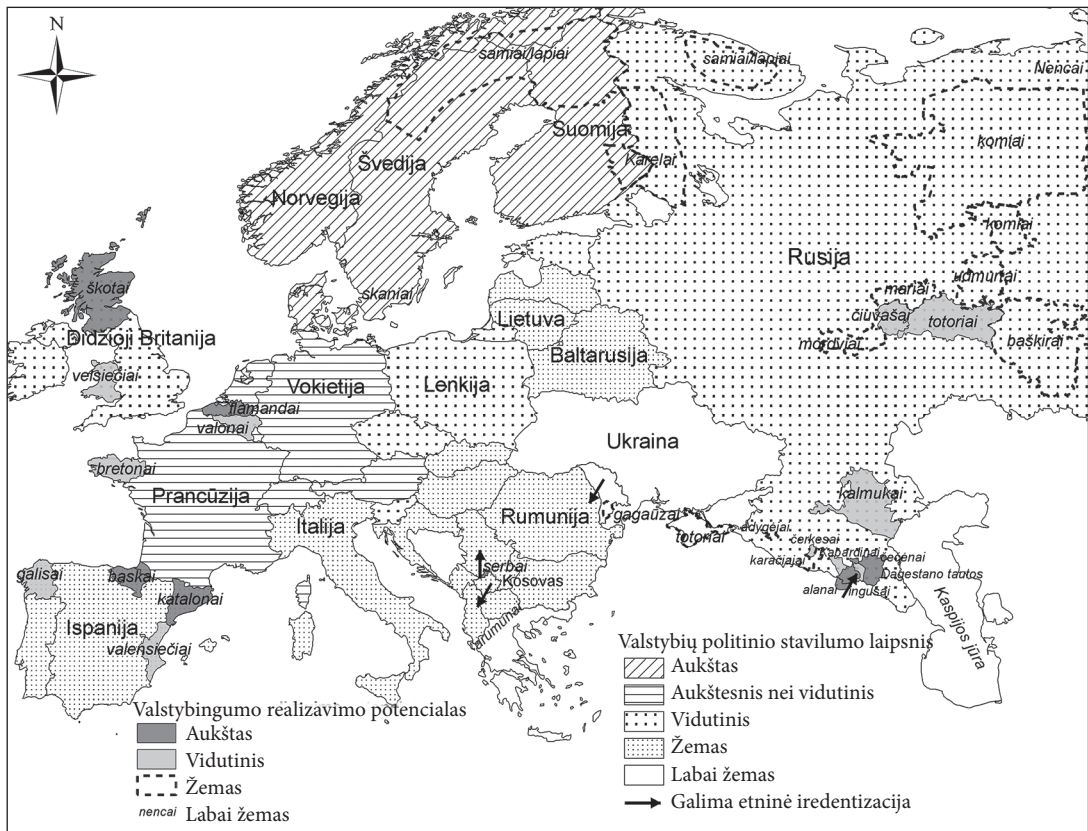 N
samiai/lapiai
samiai/lapiai
Nencai
Suomija
Švedija
Karelai
komiai
Norvegija
komiai
Rusija
udmurtai
škotai
skaniai
mariai
čiuvašai
totoriai
Lietuva
Didžioji Britanija
Baltarusija
mordviai
baškirai
velsiečiai
Vokietija
Lenkija
flamandai
valonai
Ukraina
bretonai
Prancūzija
kalmukai
Rumunija
gagaūzai
Italija
totoriai
adygėjai
čerkesai
Kabardinai
čečėnai
karačiajai
serbai
Kosovas
galisai
baskai
Dagestano tautos
alanai
ingušai
katalonai
arumunai
Ispanija
valensiečiai
Kaspijos jūra
Valstybingumo realizavimo potencialas
Aukštas
Vidutinis
Žemas
nencai Labai žemas
Valstybių politinio stavilumo laipsnis
Aukštas
Aukštesnis nei vidutinis
Vidutinis
Žemas
Labai žemas
Galima etninė iredentizacija